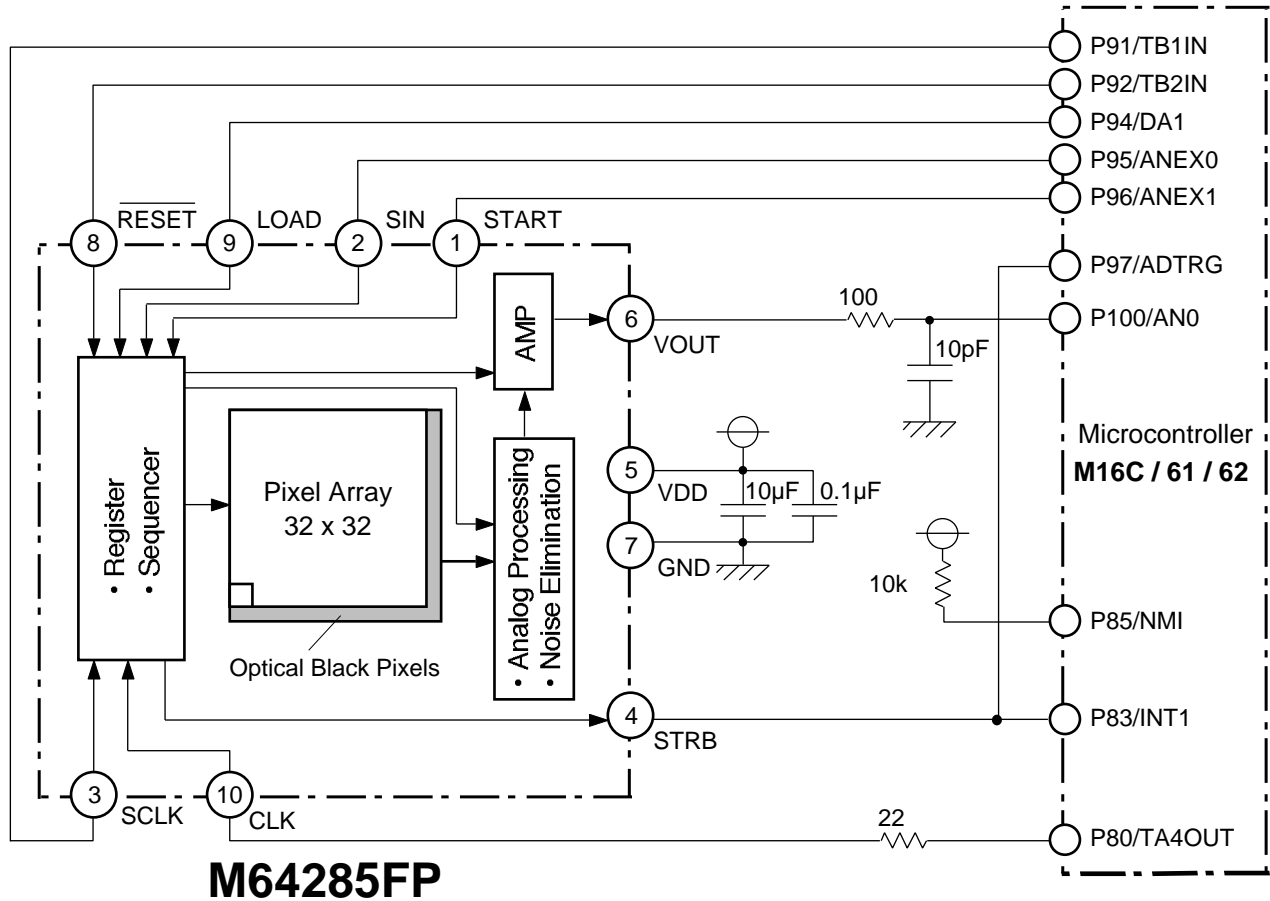 P91/TB1IN
P92/TB2IN
P94/DA1
P95/ANEX0
P96/ANEX1
RESET
LOAD
SIN
START
8
9
2
1
P97/ADTRG
100
P100/AN0
6
VOUT
AMP
10pF
Microcontroller
M16C / 61 / 62
5
VDD
10µF
0.1µF
7
GND
• Register
• Sequencer
Pixel Array
32 x 32
Optical Black Pixels
• Analog Processing
• Noise Elimination
10k
P85/NMI
4
STRB
P83/INT1
3
SCLK
10
CLK
22
P80/TA4OUT
M64285FP